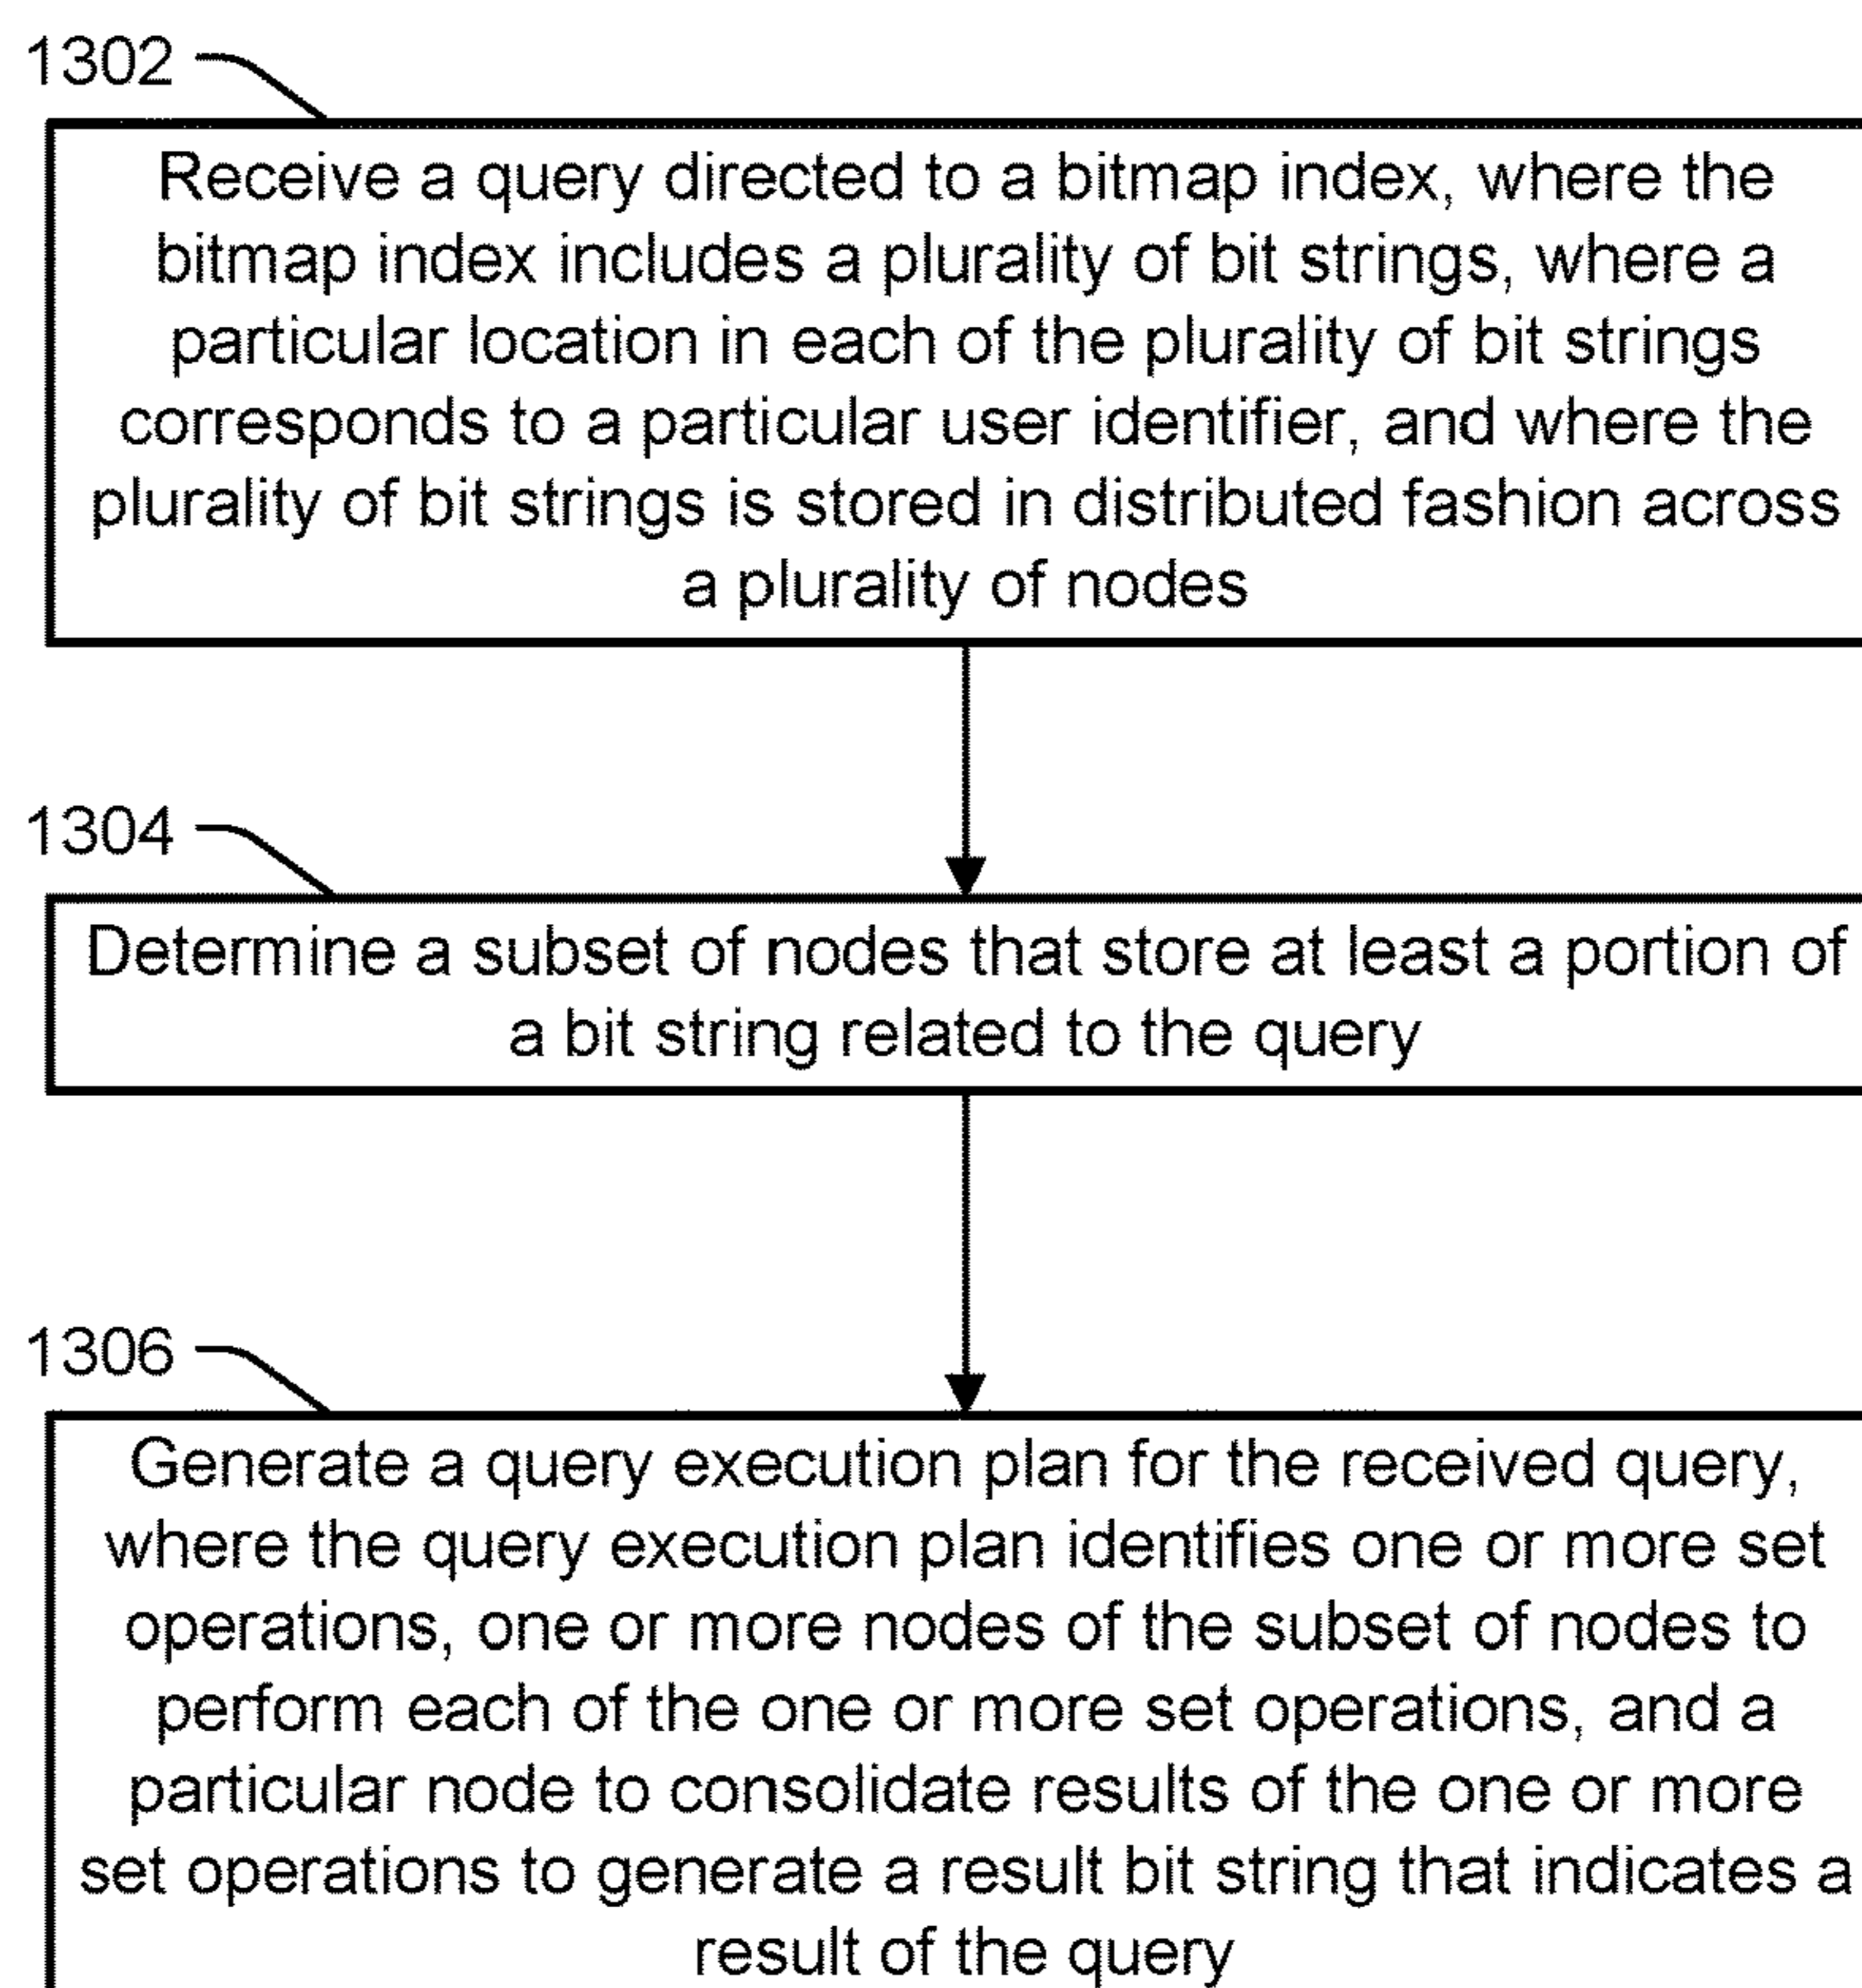 1302
Receive a query directed to a bitmap index, where the
bitmap index includes a plurality of bit strings, where a
particular location in each of the plurality of bit strings
corresponds to a particular user identifier, and where the
plurality of bit strings is stored in distributed fashion across
a plurality of nodes
1304
Determine a subset of nodes that store at least a portion of
a bit string related to the query
1306
Generate a query execution plan for the received query,
where the query execution plan identifies one or more set
operations, one or more nodes of the subset of nodes to
perform each of the one or more set operations, and a
particular node to consolidate results of the one or more
set operations to generate a result bit string that indicates a
result of the query